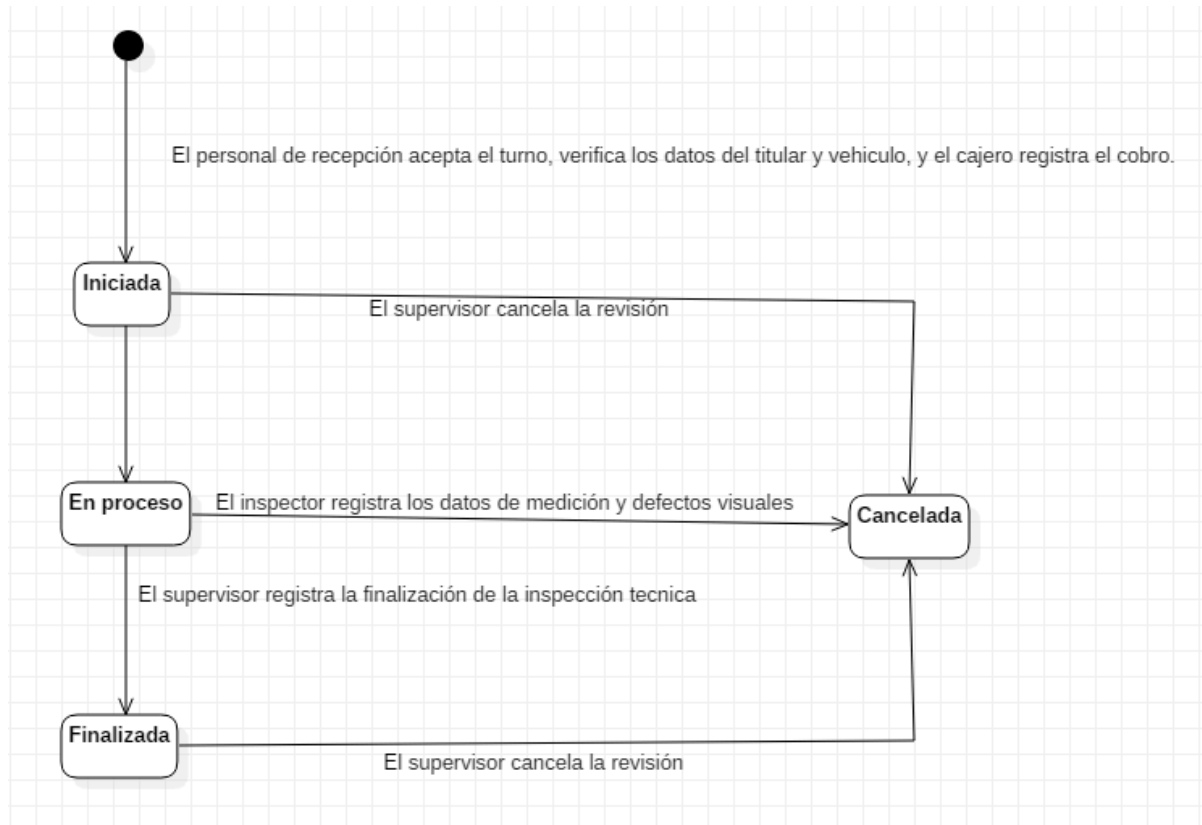 El personal de recepción acepta el turno, verifica los datos del titular y vehiculo, y el cajero registra el cobro.
Iniciada
El supervisor cancela la revisión
En proceso
El inspector registra los datos de medición y defectos visuales
Cancelada
El supervisor registra la finalización de la inspección tecnica
Finalizada
El supervisor cancela la revisión